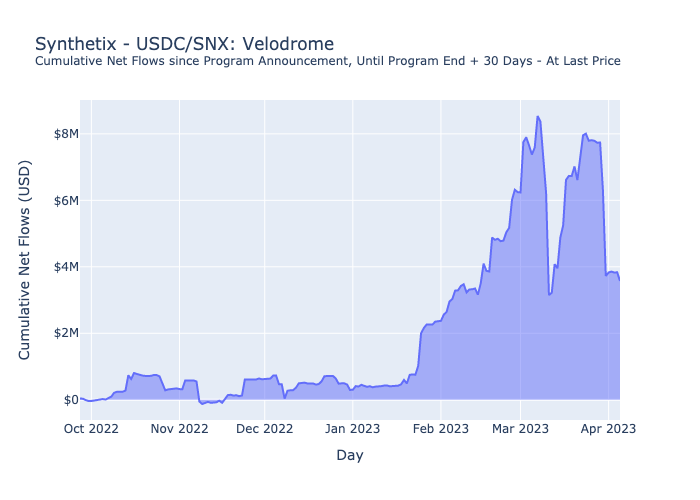 Synthetix - USDC/SNX: Velodrome
Cumulative Net Flows since Program Announcement, Until Program End + 30 Days - At Last Price
Cumulative Net Flows (USD)
$8M
$6M
$4M
$2M
$0
Oct 2022 Nov 2022 Dec 2022 Jan 2023 Feb 2023 Mar 2023 Apr 2023
Day